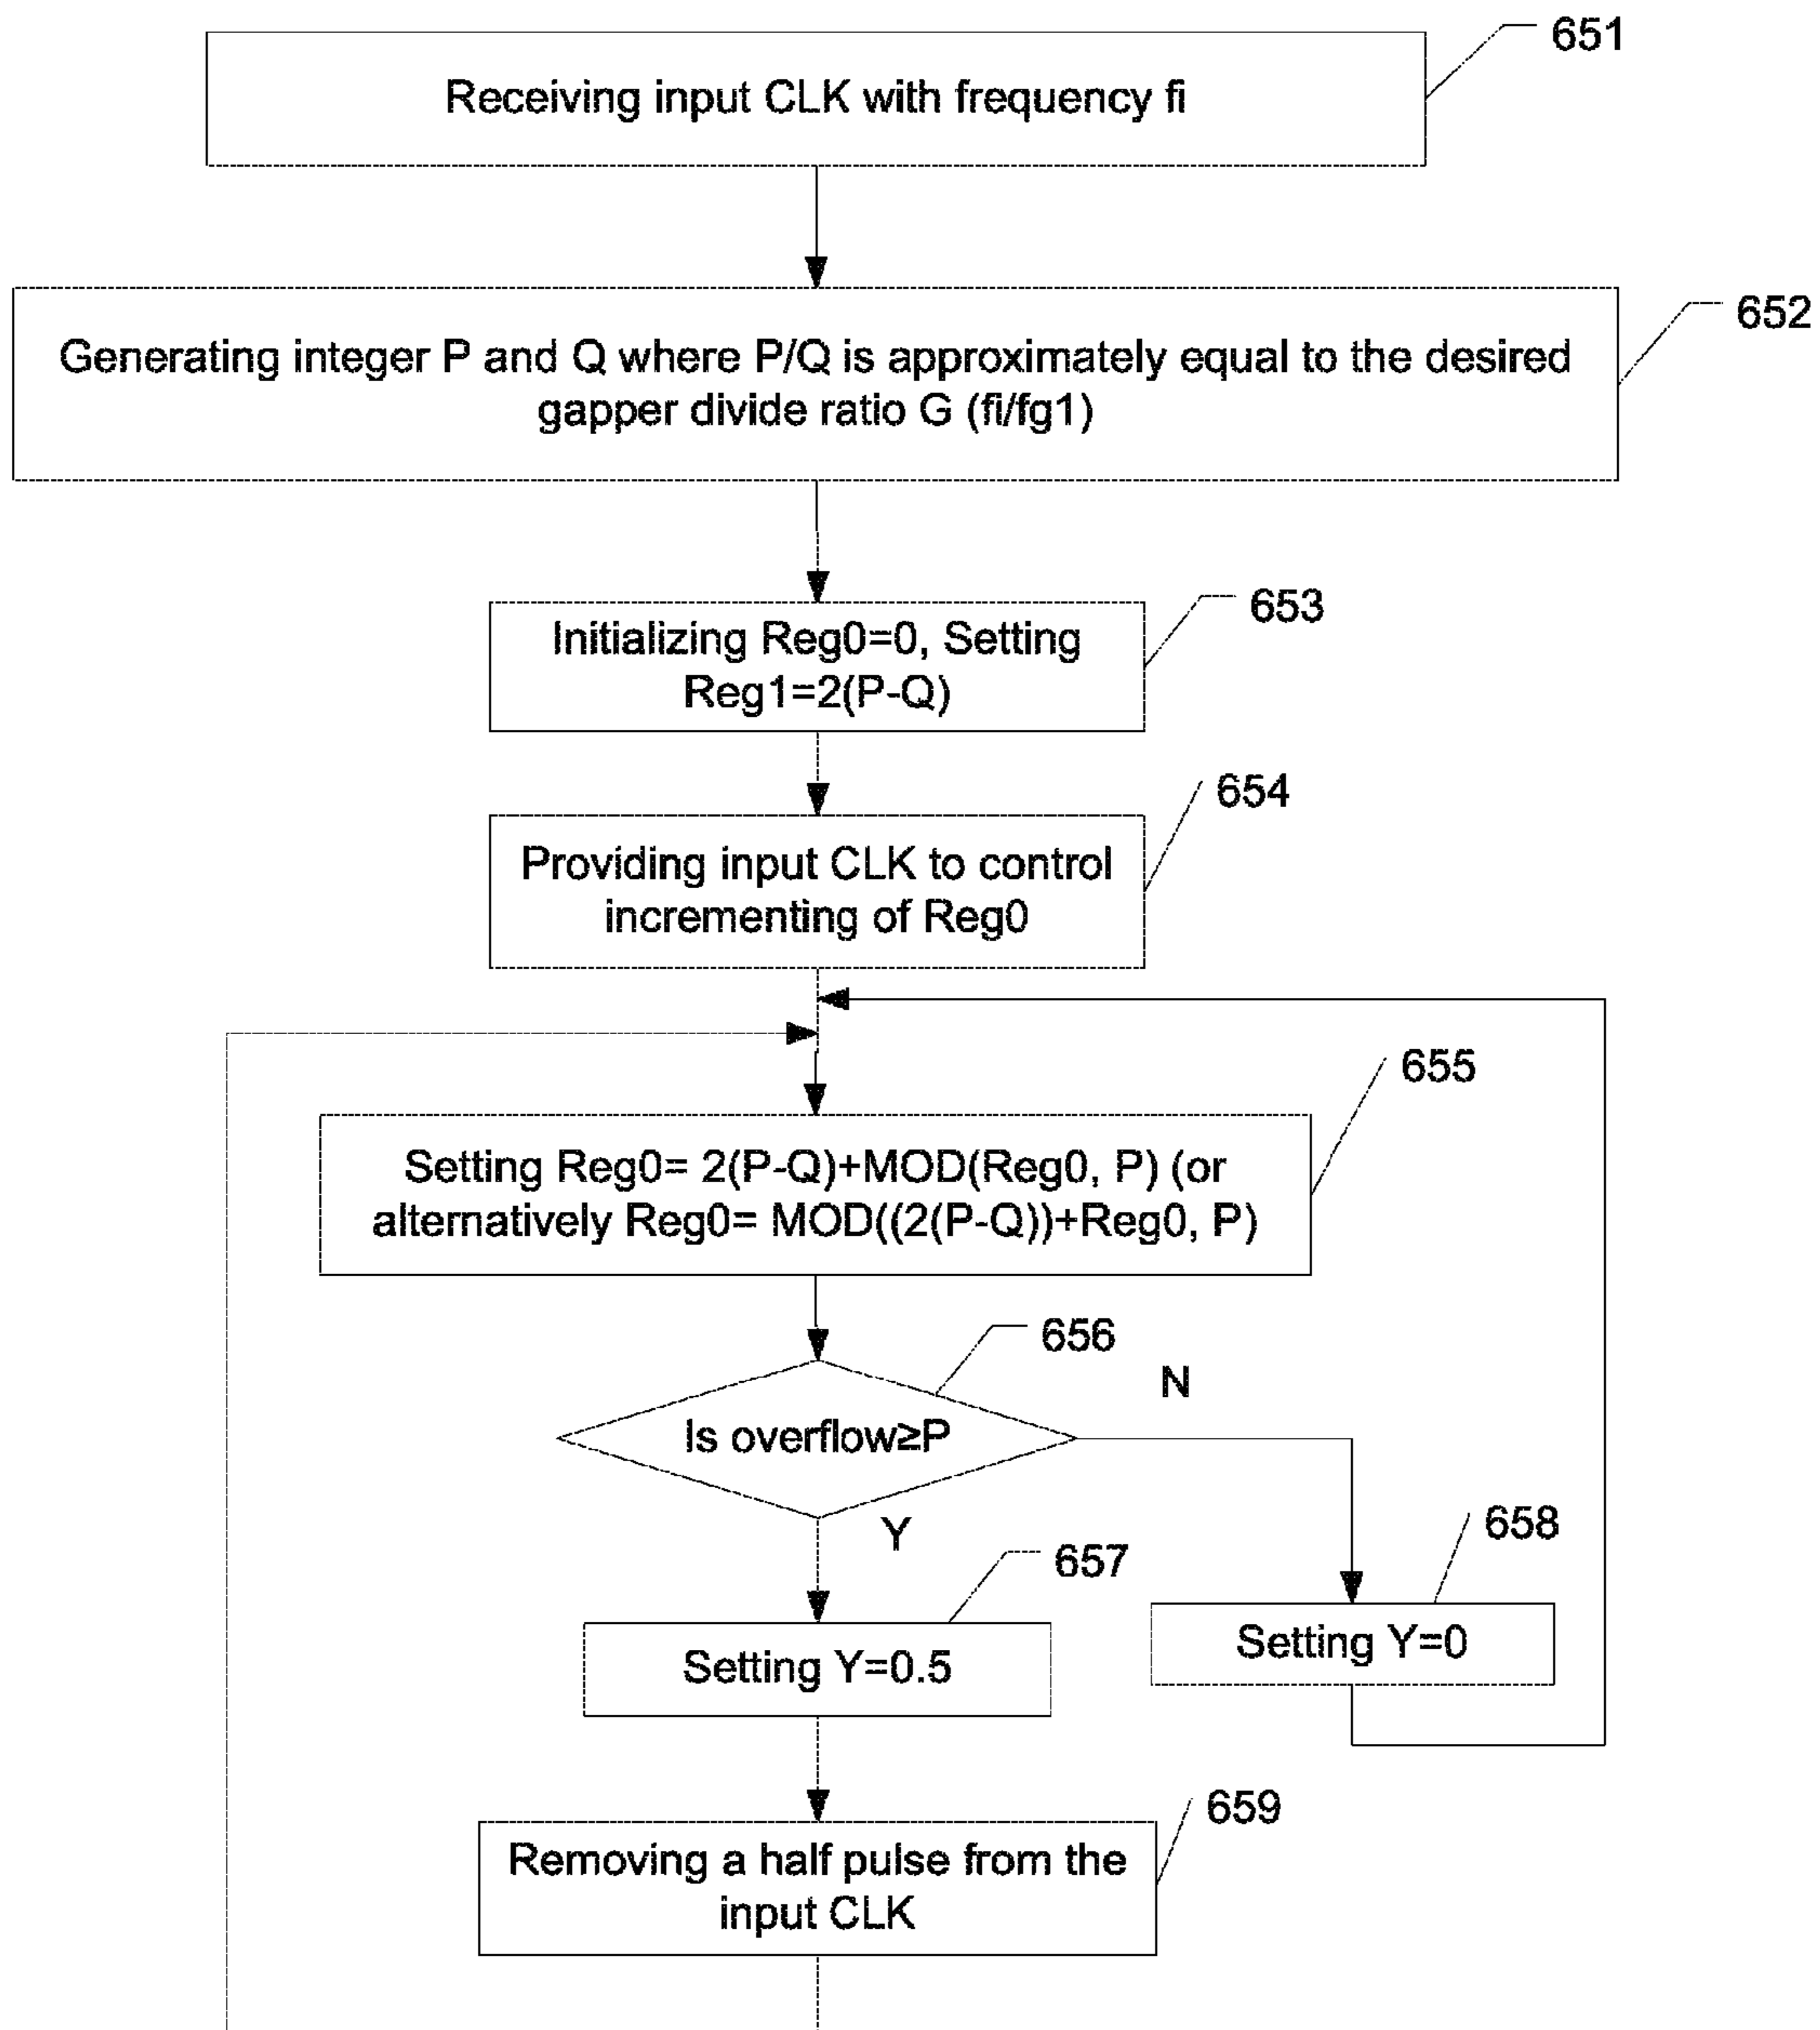 651
Receiving input CLK with frequency fi
652
Generating integer P and Q where P/Q is approximately equal to the desired
gapper divide ratio G (fi/fg1)
653
Initializing Reg0=0, Setting
Reg1=2(P-Q)
654
Providing input CLK to control
incrementing of Reg0
655
Setting Reg0= 2(P-Q)+MOD(Reg0, P) (or
alternatively Reg0= MOD((2(P-Q))+Reg0, P)
656
N
Is overflow≥P
Y
657
658
Setting Y=0.5
Setting Y=0
659
Removing a half pulse from the
input CLK